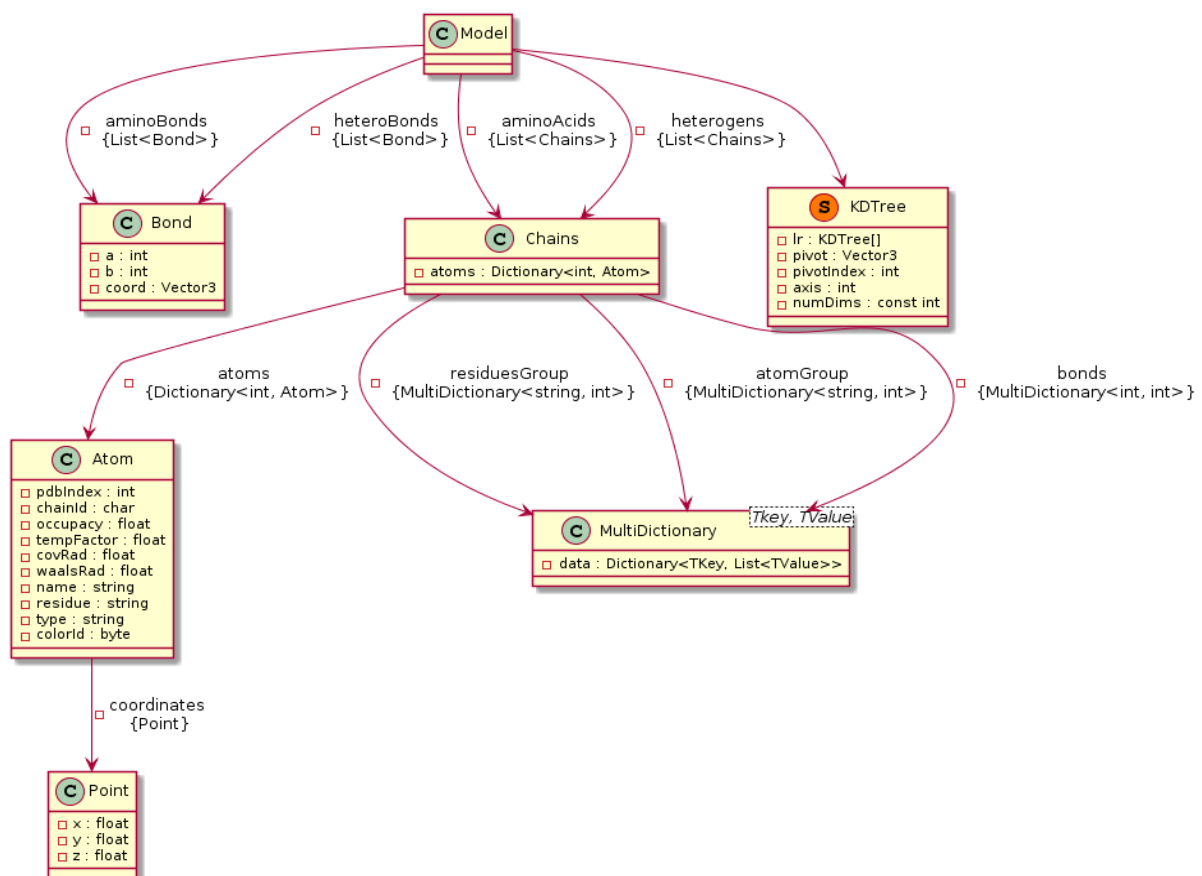 C Model
aminoBonds
{List<Bond>}
heteroBonds
{List<Bond>}
aminoAcids
{List<Chains>}
heterogens
{List<Chains>}
C Bond
a : int
b : int
coord : Vector3
C Chains
atoms : Dictionary<int, Atom>
S KDTree
lr : KDTree[]
pivot : Vector3
pivotIndex : int
axis : int
numDims : const int
atoms
{Dictionary<int, Atom>}
residuesGroup
{MultiDictionary<string, int>}
atomGroup
{MultiDictionary<string, int>}
bonds
{MultiDictionary<int, int>}
C Atom
pdbIndex : int
chainId : char
occupancy : float
tempFactor : float
covRad : float
waalsRad : float
name : string
residue : string
type : string
colorId : byte
Tkey, TValue
C MultiDictionary
data : Dictionary<TKey, List<TValue>>
coordinates
{Point}
C Point
x : float
y : float
z : float